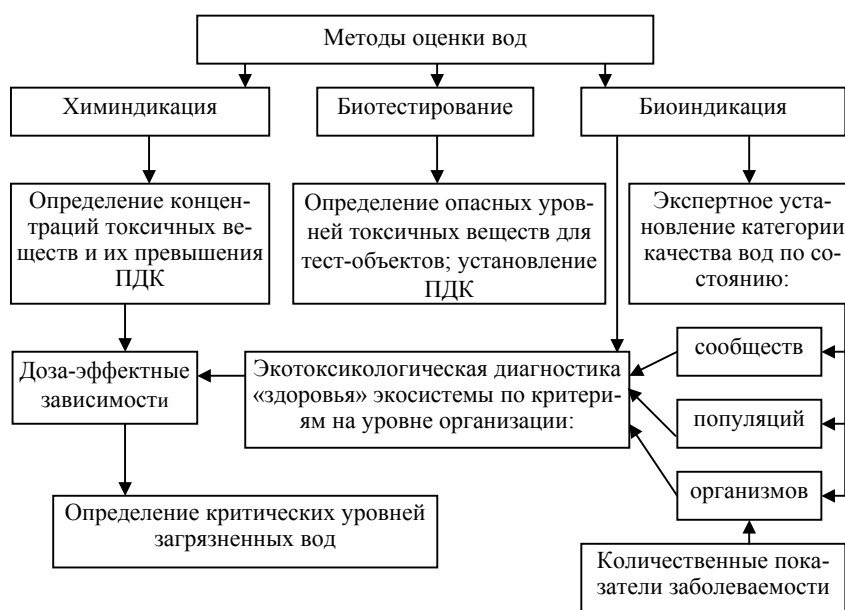 Методы оценки вод
Химиндикация
Биотестирование
Биоиндикация
Определение концен-
траций токсичных ве-
ществ и их превышения
ПДК
Определение опасных уров-
ней токсичных веществ для
тест-объектов; установление
ПДК
Экспертное уста-
новление категории
качества вод по со-
стоянию:
Доза-эффектные
зависимости
Экотоксикологическая диагностика
«здоровья» экосистемы по критери-
ям на уровне организации:
сообществ
популяций
организмов
Определение критических уровней
загрязненных вод
Количественные пока-
затели заболеваемости